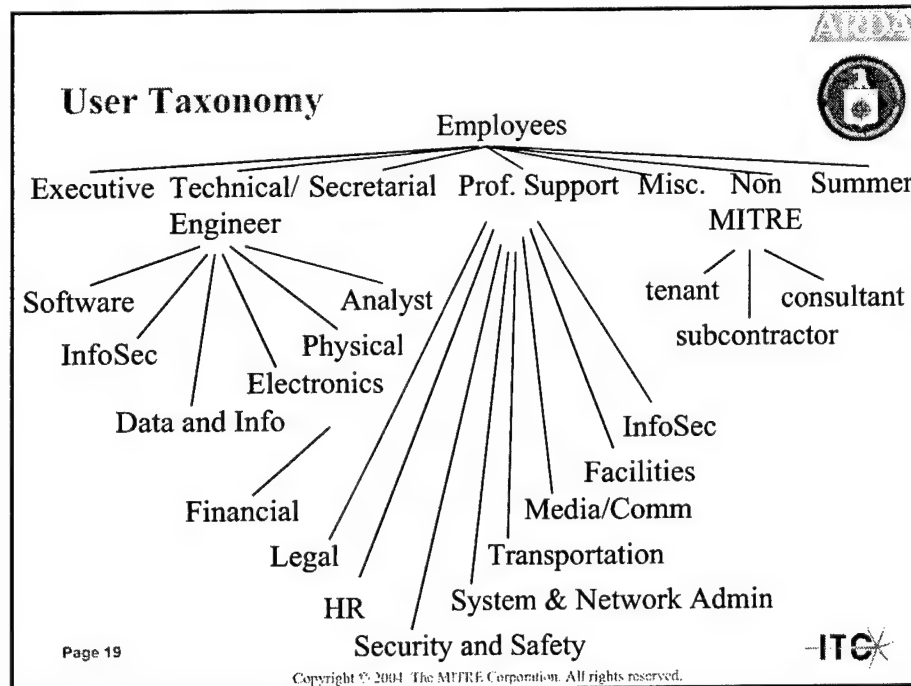 ARDA
User Taxonomy
Employees
Executive Technical/ Secretarial Prof. Support Misc. Non Summer
Engineer MITRE
Software Analyst tenant consultant
InfoSec Physical subcontractor
Electronics
Data and Info InfoSec
Facilities
Financial Media/Comm
Legal Transportation
HR System & Network Admin
Page 19 Security and Safety ITC
Copyright © 2004 The MITRE Corporation. All rights reserved.